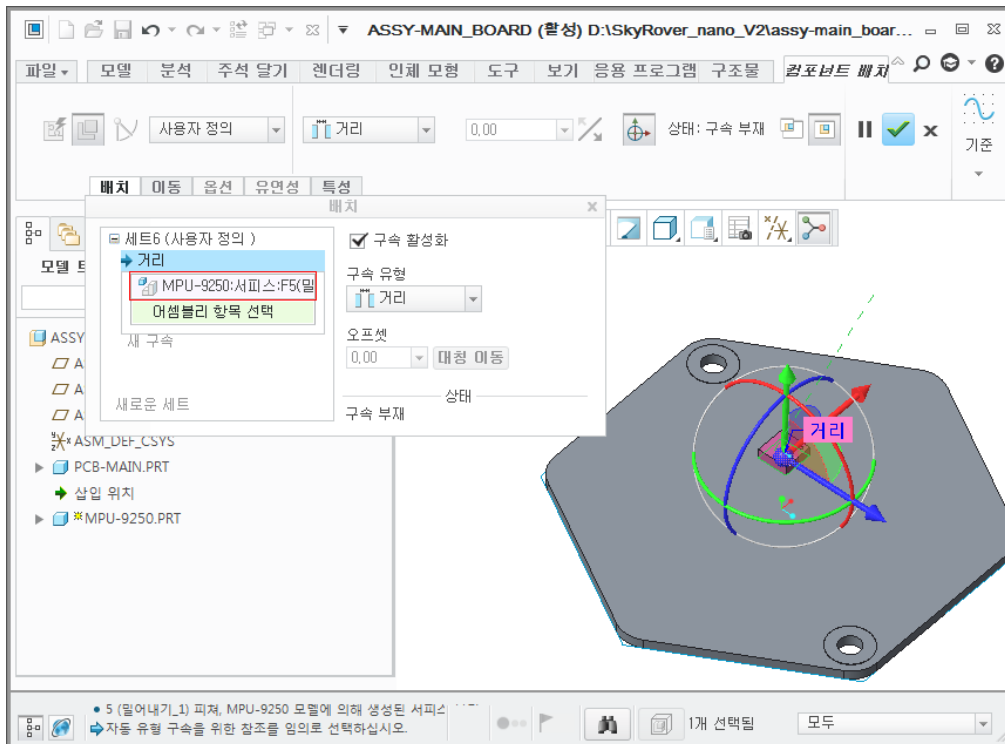 ASSY-MAIN_BOARD (활성) D:\SkyRover_nano_V2\assy-main_boar...
파일 모델 분석 주석 달기 렌더링 인체 모형 도구 보기 응용 프로그램 구조물 컴포넌트 배치
사용자 정의 거리 0,00 상태: 구속 부재
기준
배치 이동 옵션 유연성 특성
배치
세트6 (사용자 정의 )
거리
MPU-9250:서피스:F5(밀
어셈블리 항목 선택
새 구속
새로운 세트
구속 활성화
구속 유형
거리
오프셋
0,00 대칭 이동
상태
구속 부재
모델 트
ASSY
A
A
A
ASM_DEF_CSYS
PCB-MAIN.PRT
삽입 위치
MPU-9250.PRT
거리
5 (밀어내기_1) 피쳐, MPU-9250 모델에 의해 생성된 서피스
자동 유형 구속을 위한 참조를 임의로 선택하십시오.
1개 선택됨 모두